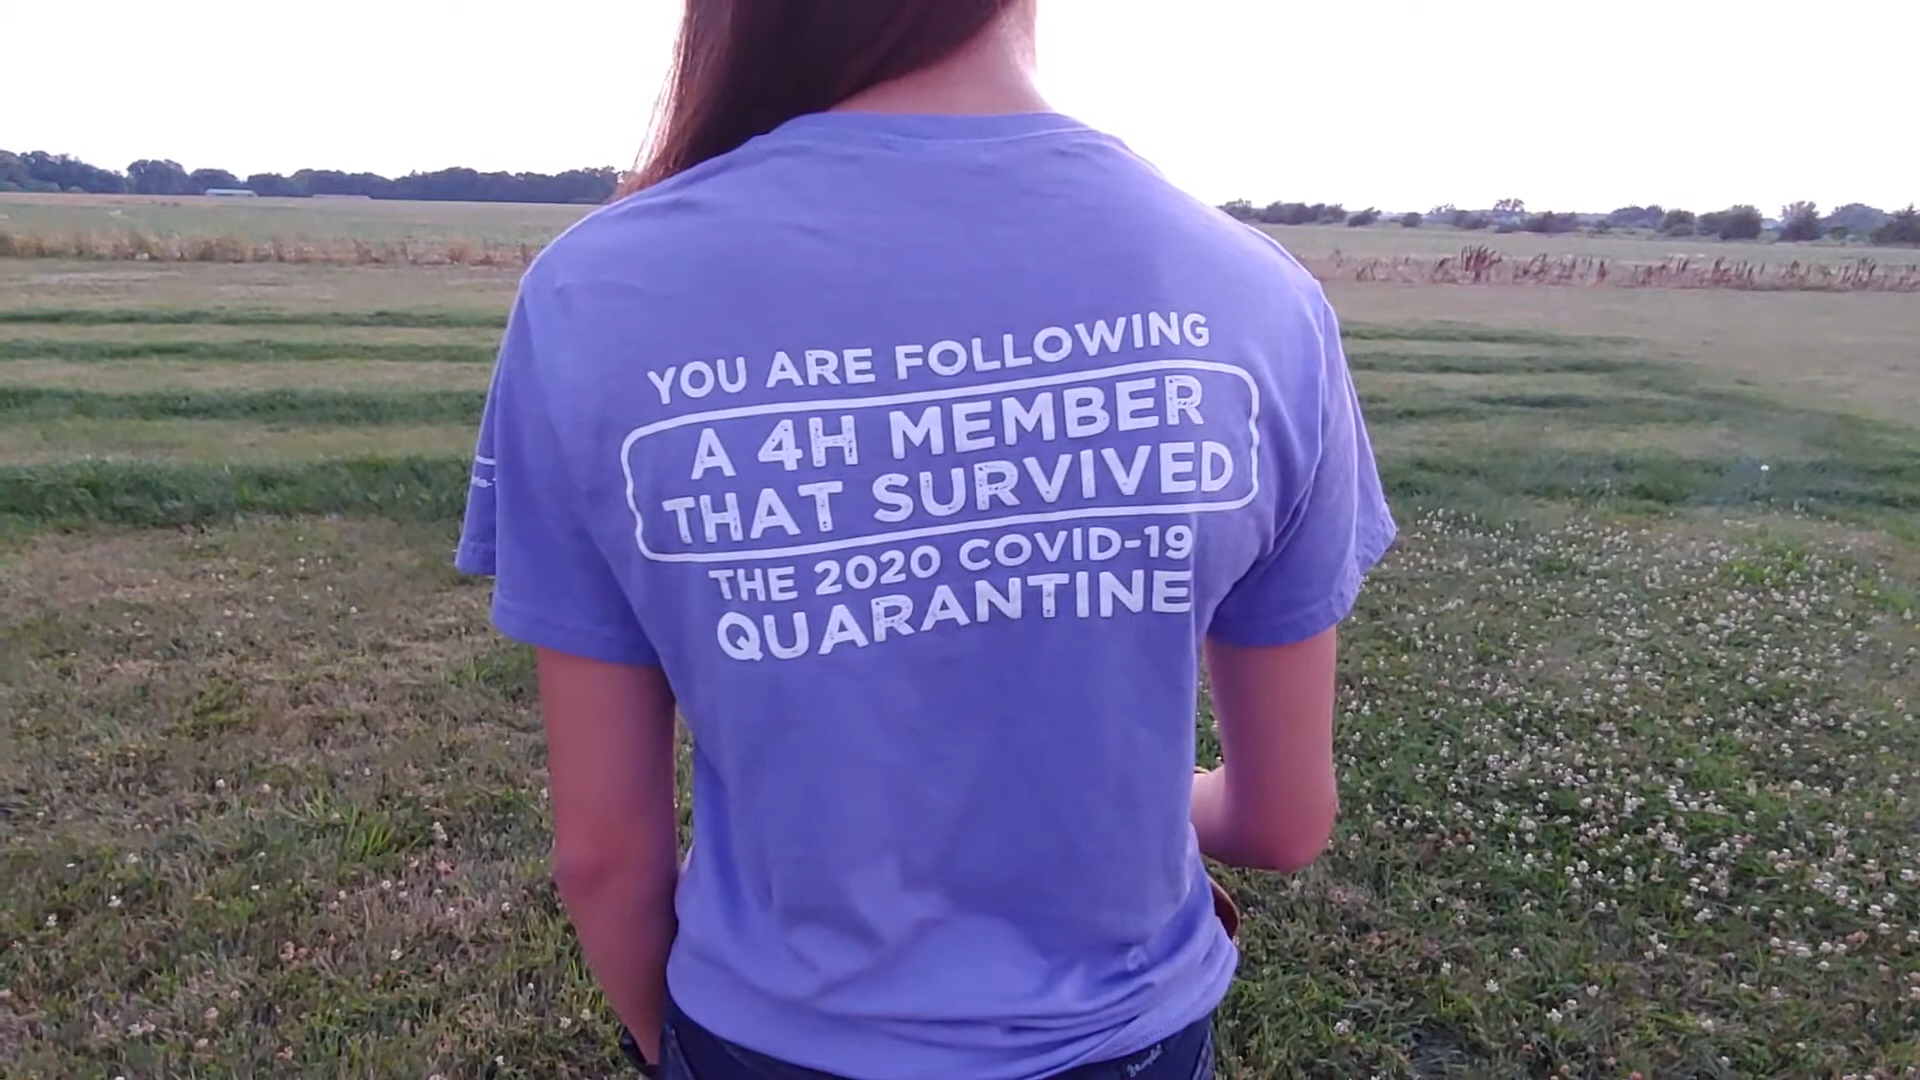 YOU ARE FOLLOWING
A 4H MEMBER
THAT SURVIVED
THE 2020 COVID-19
QUARANTINE